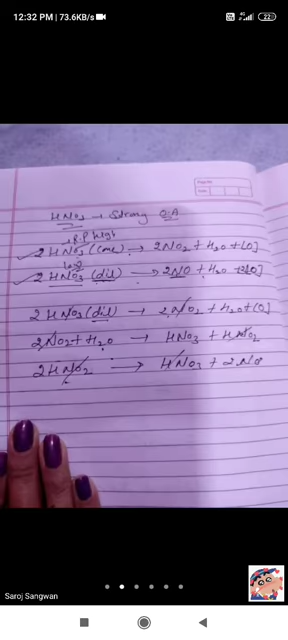 12:32 PM | 73.6KB/s
22
HNO3 → Strong O.A
→ R.P high
2HNO3 (conc) → 2NO2 + H2O + [O]
2HNO3 (dil) → 2NO + H2O + 3[O]
2HNO3 (dil) → 2NO2 + H2O + [O]
2NO2 + H2O → HNO3 + HNO2
2HNO2 → HNO3 + 2NO
Saroj Sangwan